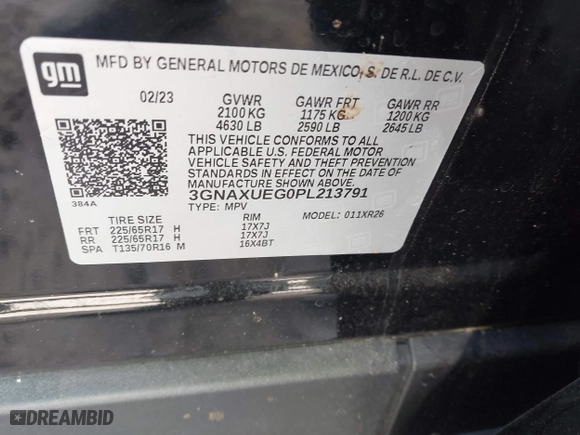 gm
MFD BY GENERAL MOTORS DE MEXICO, S. DE R.L. DE C.V.
02/23 GVWR GAWR FRT GAWR RR
2100 KG 1175 KG 1200 KG
4630 LB 2590 LB 2645 LB
THIS VEHICLE CONFORMS TO ALL
APPLICABLE U.S. FEDERAL MOTOR
VEHICLE SAFETY AND THEFT PREVENTION
STANDARDS IN EFFECT ON THE DATE OF
MANUFACTURE SHOWN ABOVE.
384A 3GNAXUEG0PL213791
TYPE: MPV MODEL: 011XR26
TIRE SIZE RIM
FRT 225/65R17 H 17X7J
RR 225/65R17 H 17X7J
SPA T135/70R16 M 16X4BT
DREAMBID